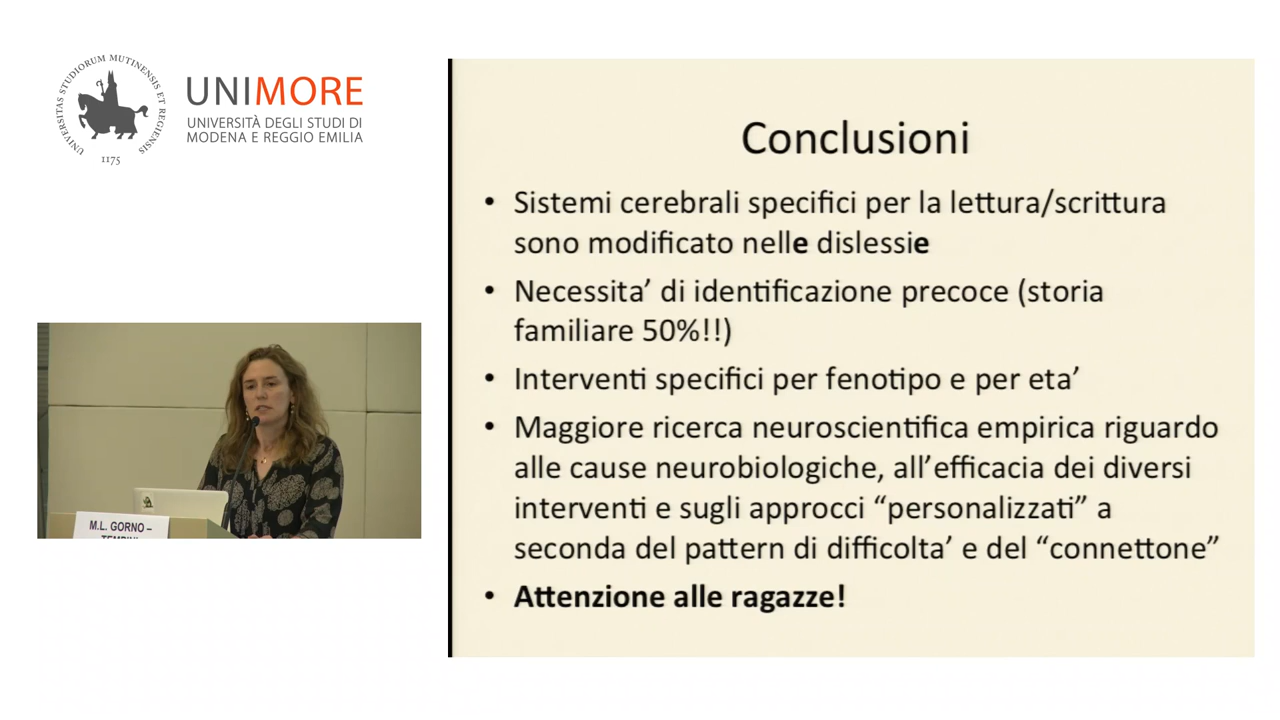 UNIVERSITAS STUDIORUM MUTINENSIS ET REGIENSIS
1175
UNIMORE
UNIVERSITÀ DEGLI STUDI DI
MODENA E REGGIO EMILIA
M.L. GORNO –
Conclusioni
• Sistemi cerebrali specifici per la lettura/scrittura
sono modificato nelle dislessie
• Necessita’ di identificazione precoce (storia
familiare 50%!!)
• Interventi specifici per fenotipo e per eta’
• Maggiore ricerca neuroscientifica empirica riguardo
alle cause neurobiologiche, all’efficacia dei diversi
interventi e sugli approcci “personalizzati” a
seconda del pattern di difficolta’ e del “connettone”
• Attenzione alle ragazze!